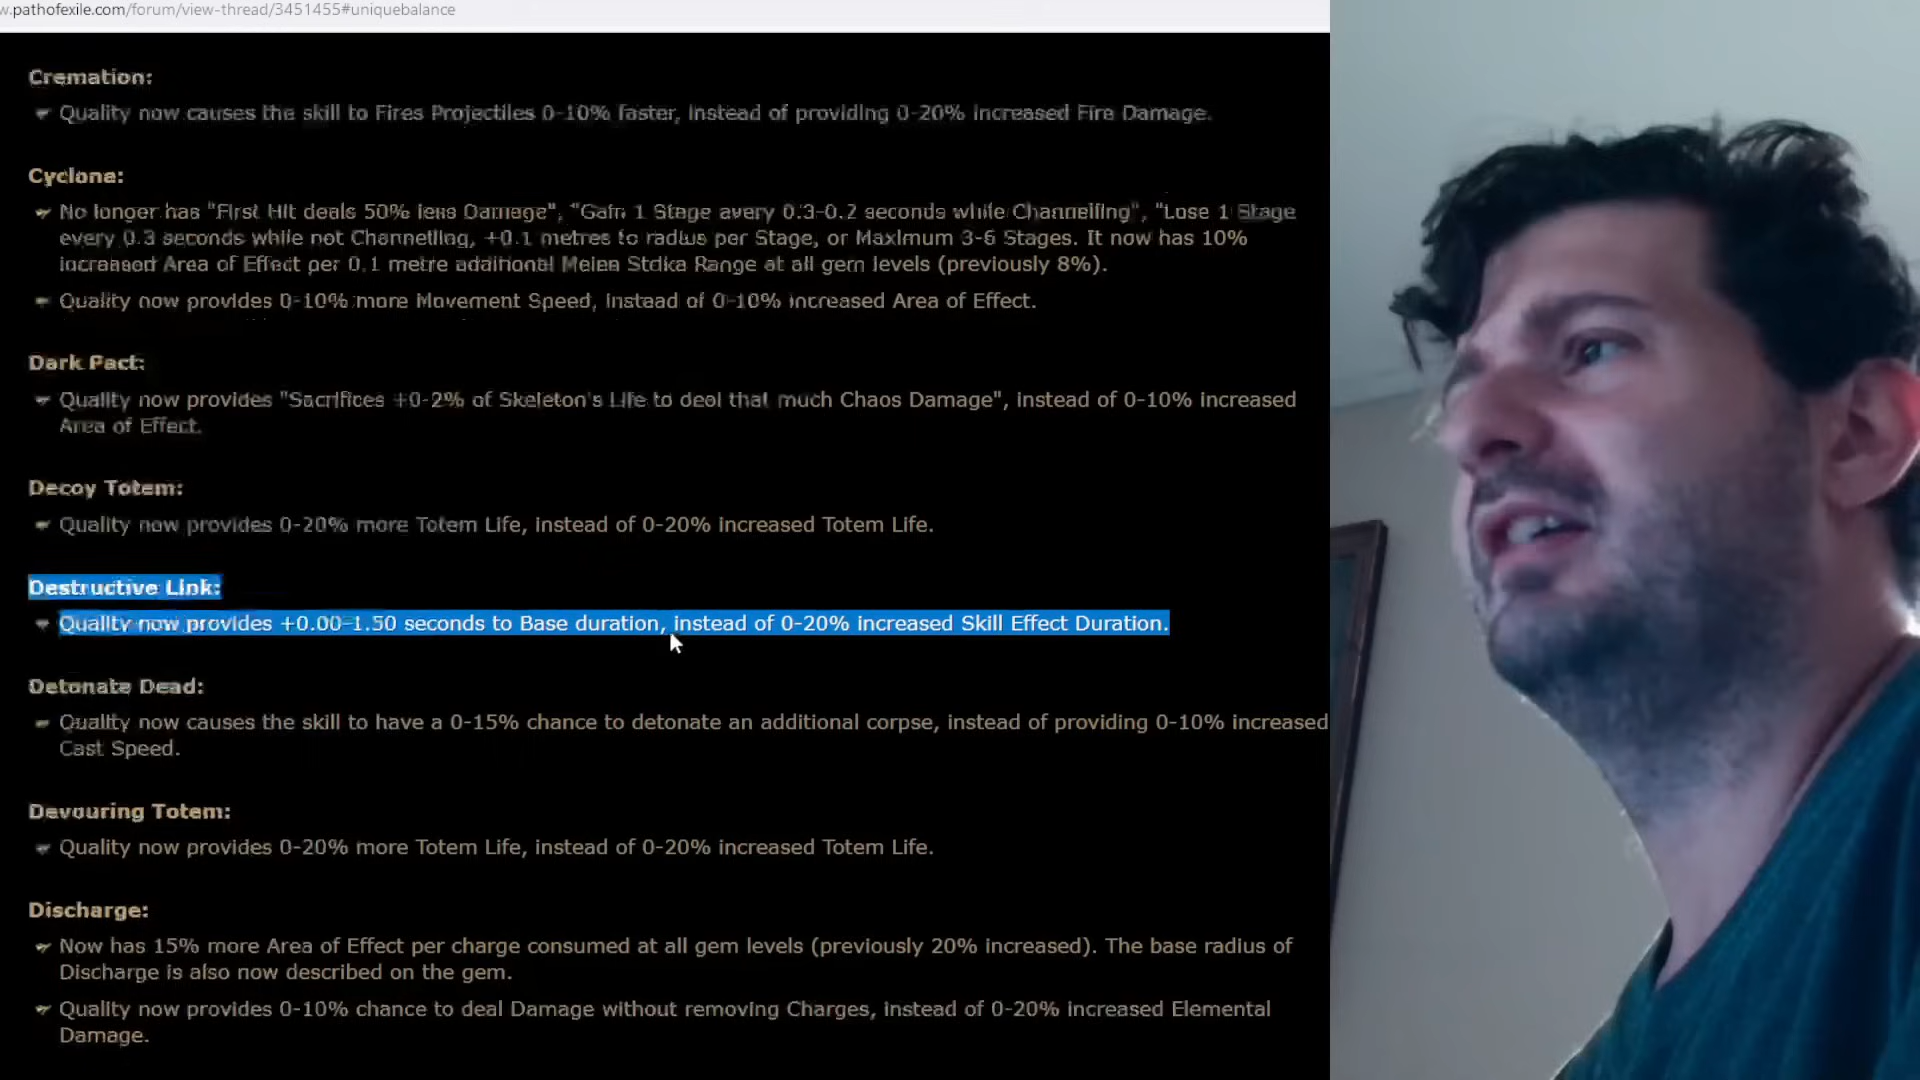 w.pathofexile.com/forum/view-thread/3451455#uniquebalance
Cremation:
Quality now causes the skill to Fires Projectiles 0-10% faster, instead of providing 0-20% increased Fire Damage.
Cyclone:
No longer has "First Hit deals 50% less Damage", "Gain 1 Stage every 0.3-0.2 seconds while Channelling", "Lose 1 Stage
every 0.3 seconds while not Channelling, +0.1 metres to radius per Stage, or Maximum 3-6 Stages. It now has 10%
increased Area of Effect per 0.1 metre additional Melee Strike Range at all gem levels (previously 8%).
Quality now provides 0-10% more Movement Speed, instead of 0-10% increased Area of Effect.
Dark Pact:
Quality now provides "Sacrifices +0-2% of Skeleton's Life to deal that much Chaos Damage", instead of 0-10% increased
Area of Effect.
Decoy Totem:
Quality now provides 0-20% more Totem Life, instead of 0-20% increased Totem Life.
Destructive Link:
Quality now provides +0.00-1.50 seconds to Base duration, instead of 0-20% increased Skill Effect Duration.
Detonate Dead:
Quality now causes the skill to have a 0-15% chance to detonate an additional corpse, instead of providing 0-10% increased
Cast Speed.
Devouring Totem:
Quality now provides 0-20% more Totem Life, instead of 0-20% increased Totem Life.
Discharge:
Now has 15% more Area of Effect per charge consumed at all gem levels (previously 20% increased). The base radius of
Discharge is also now described on the gem.
Quality now provides 0-10% chance to deal Damage without removing Charges, instead of 0-20% increased Elemental
Damage.